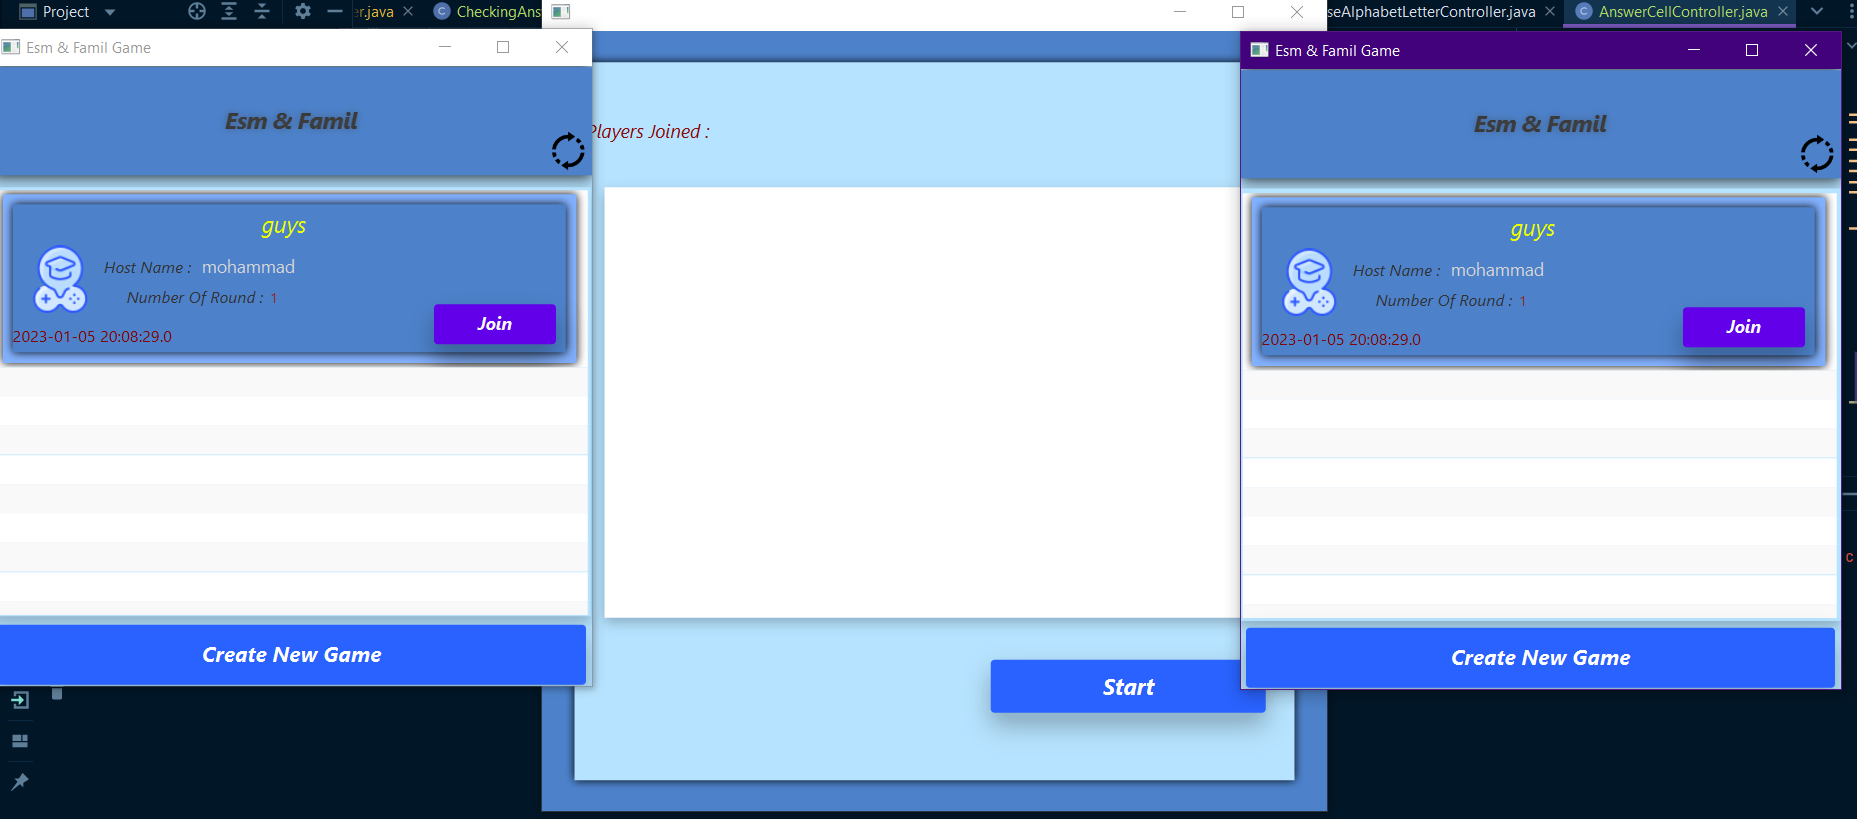 Project
er.java
CheckingAns
seAlphabetLetterController.java
AnswerCellController.java
Esm & Famil Game
Esm & Famil
guys
Host Name : mohammad
Number Of Round : 1
Join
2023-01-05 20:08:29.0
Create New Game
Players Joined :
Start
Esm & Famil Game
Esm & Famil
guys
Host Name : mohammad
Number Of Round : 1
Join
2023-01-05 20:08:29.0
Create New Game
c